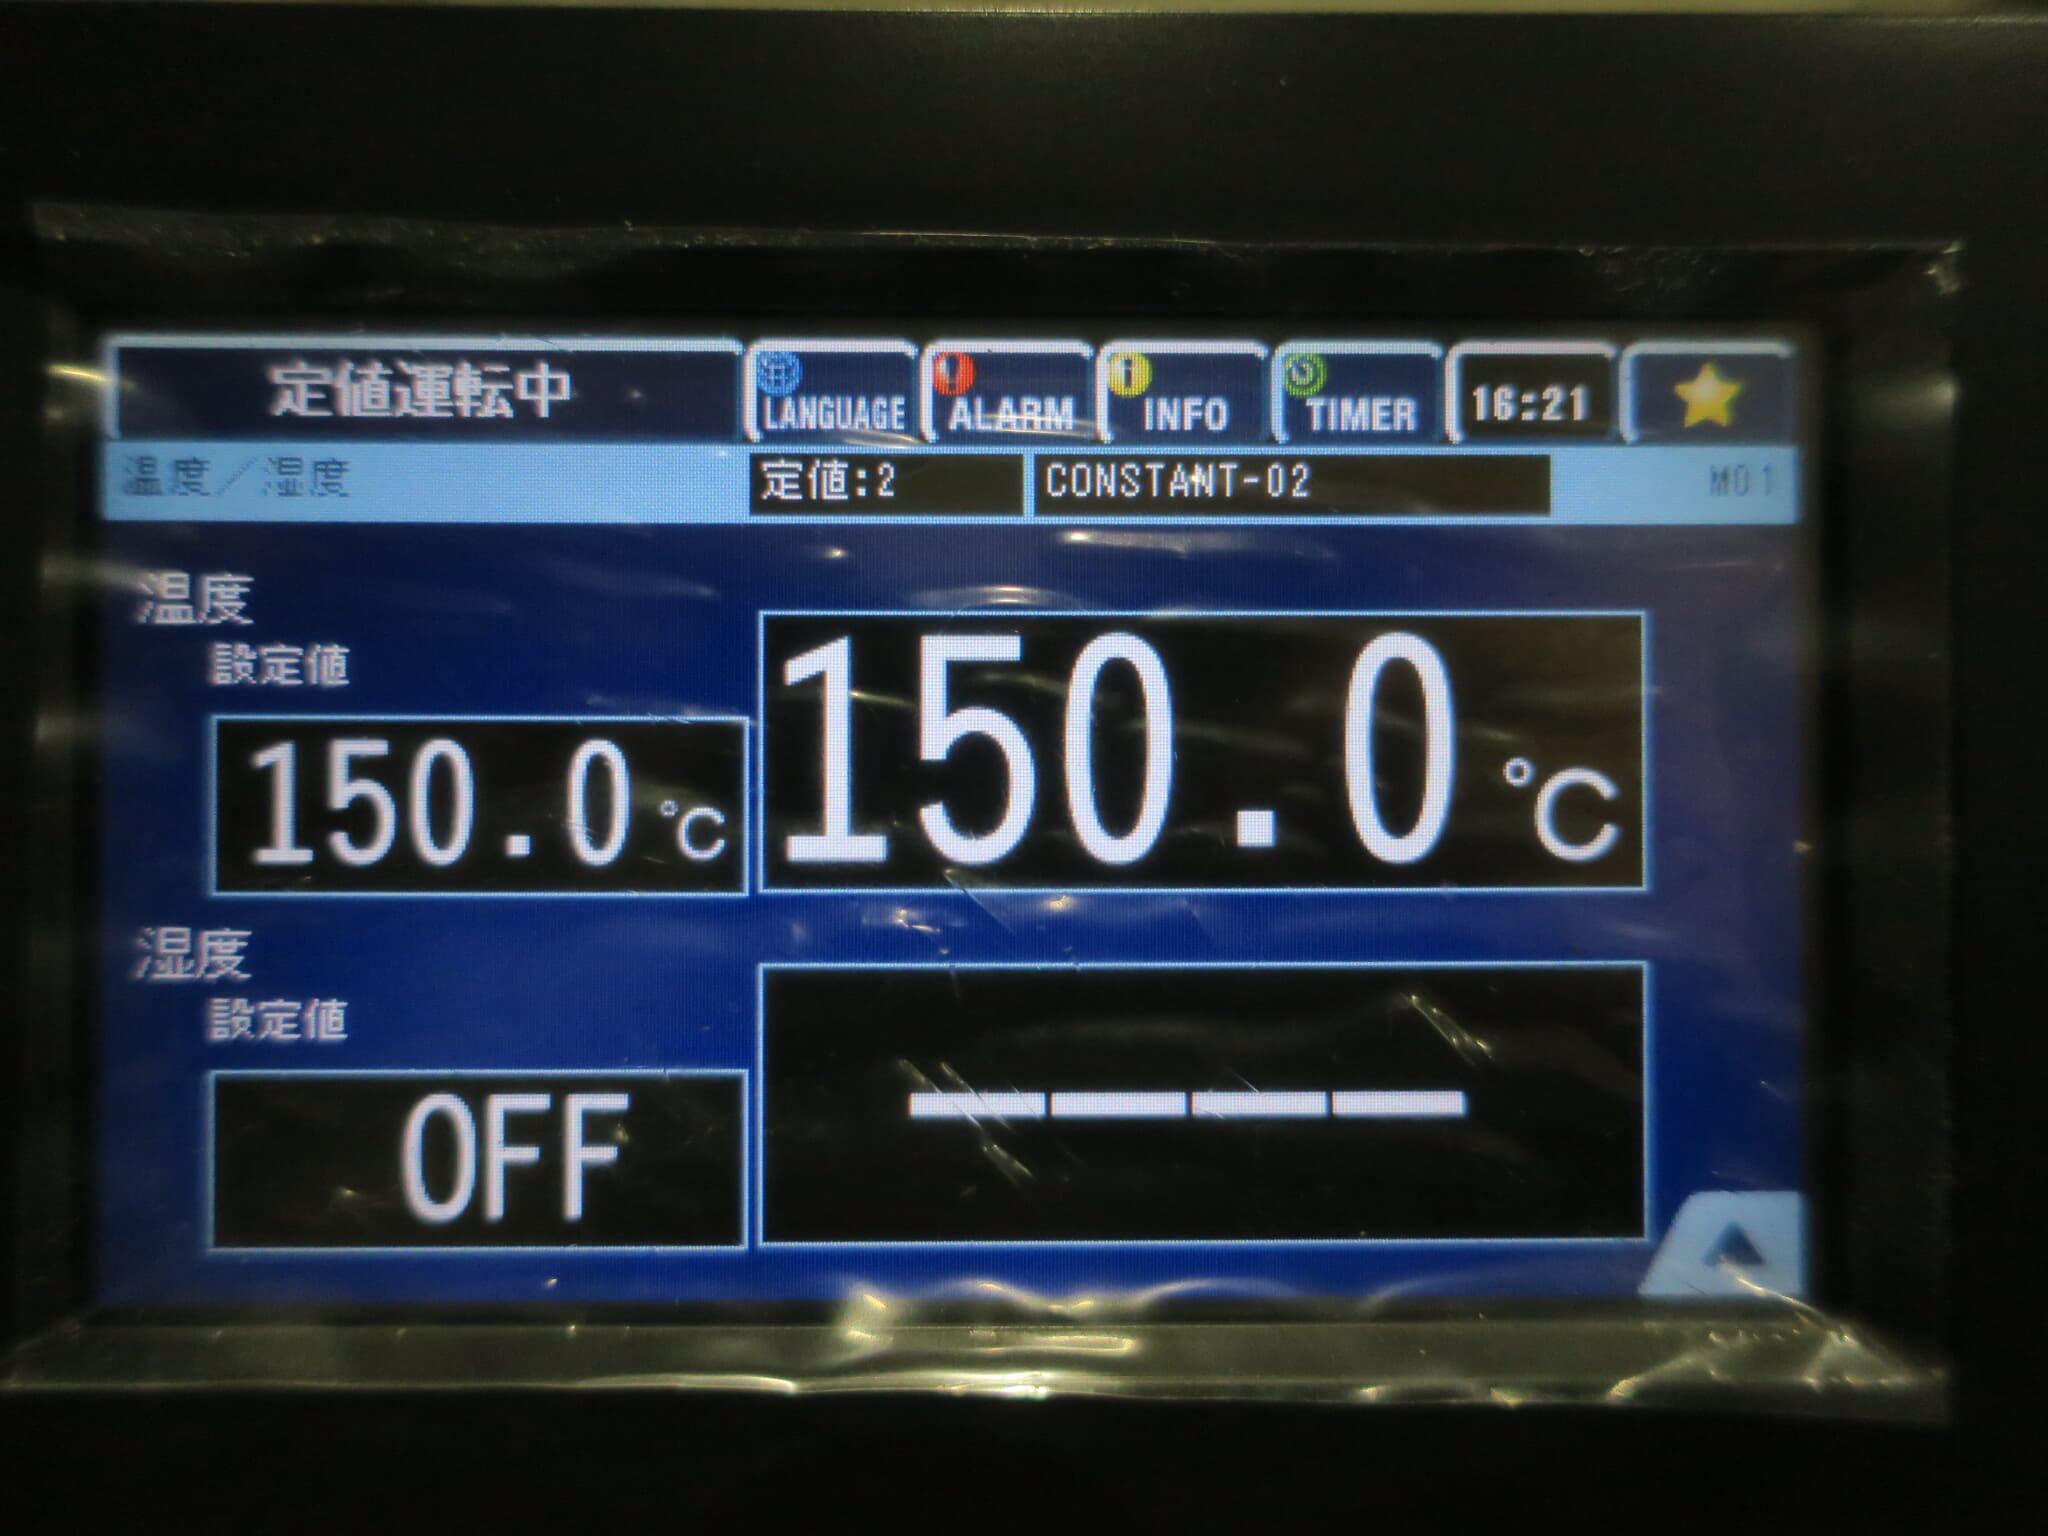 定値運転中
LANGUAGE
ALARM
INFO
TIMER
16:21
温度/湿度
定値:2
CONSTANT-02
M01
温度
設定値
150.0℃
150.0℃
湿度
設定値
OFF
----